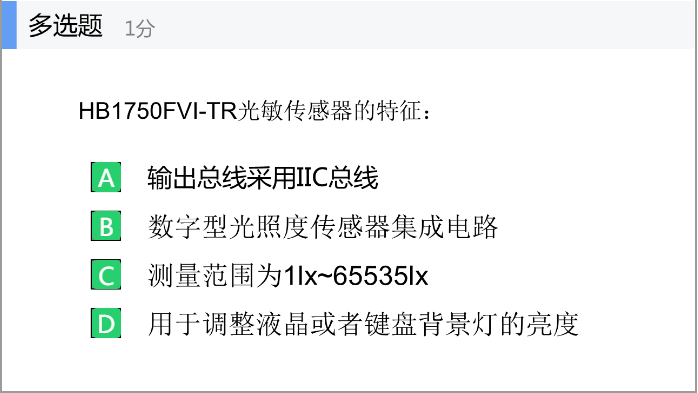 多选题 1分
HB1750FVI-TR光敏传感器的特征：
A 输出总线采用IIC总线
B 数字型光照度传感器集成电路
C 测量范围为1lx~65535lx
D 用于调整液晶或者键盘背景灯的亮度